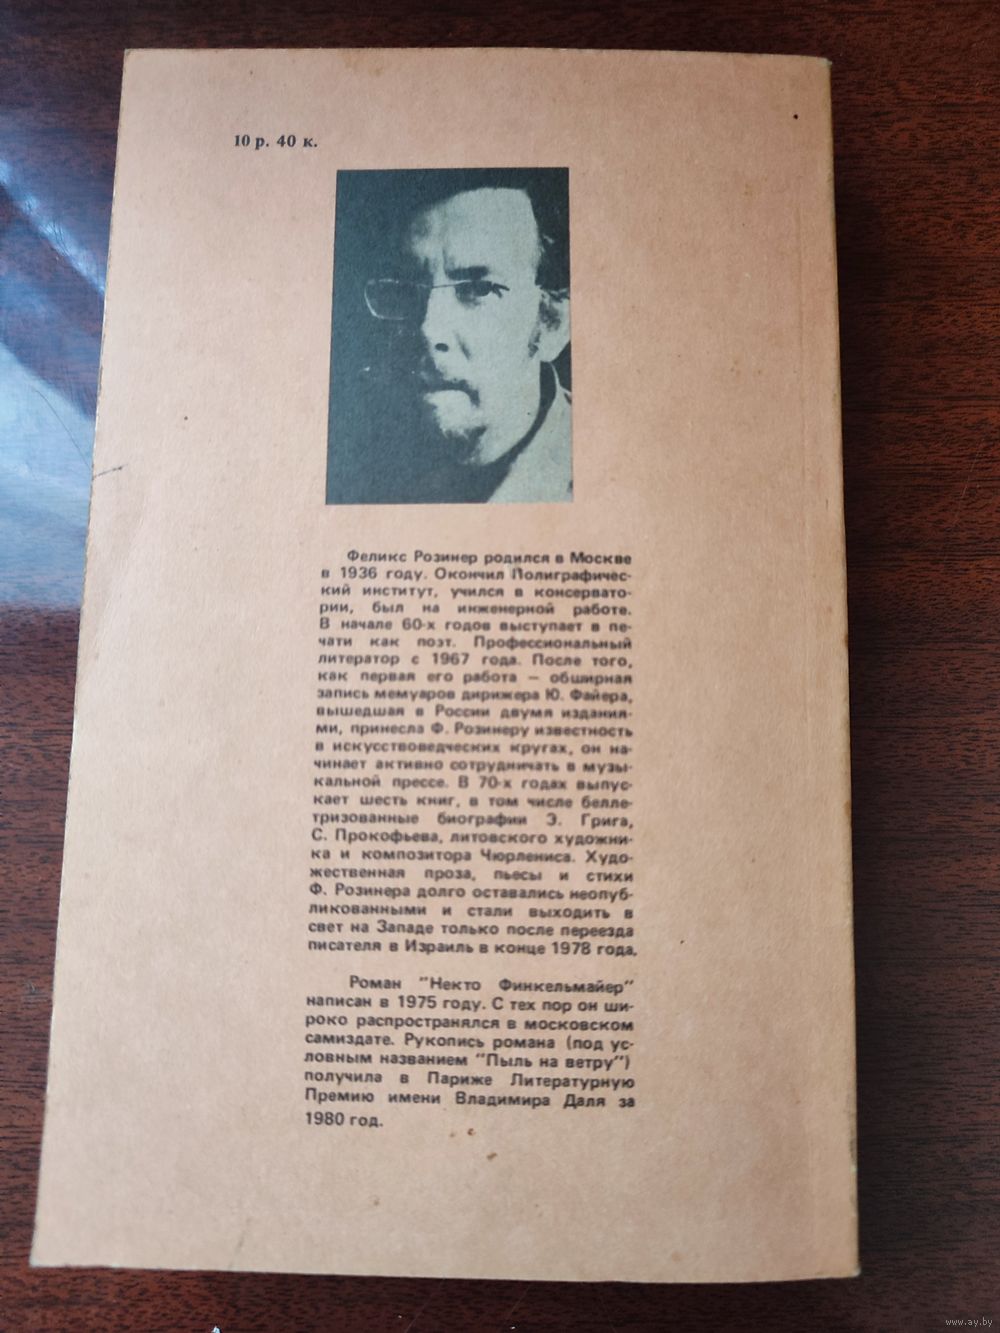 10 р. 40 к.
Феликс Розинер родился в Москве
в 1936 году. Окончил Полиграфичес-
кий институт, учился в консервато-
рии, был на инженерной работе.
В начале 60-х годов выступает в пе-
чати как поэт. Профессиональный
литератор с 1967 года. После того,
как первая его работа — обширная
запись мемуаров дирижера Ю. Файера,
вышедшая в России двумя издания-
ми, принесла Ф. Розинеру известность
в искусствоведческих кругах, он на-
чинает активно сотрудничать в музы-
кальной прессе. В 70-х годах выпус-
кает шесть книг, в том числе белле-
тризованные биографии Э. Грига,
С. Прокофьева, литовского художни-
ка и композитора Чюрлениса. Худо-
жественная проза, пьесы и стихи
Ф. Розинера долго оставались неопуб-
ликованными и стали выходить в
свет на Западе только после переезда
писателя в Израиль в конце 1978 года.
Роман "Некто Финкельмайер"
написан в 1975 году. С тех пор он ши-
роко распространялся в московском
самиздате. Рукопись романа (под ус-
ловным названием "Пыль на ветру")
получила в Париже Литературную
Премию имени Владимира Даля за
1980 год.
www.ay.by